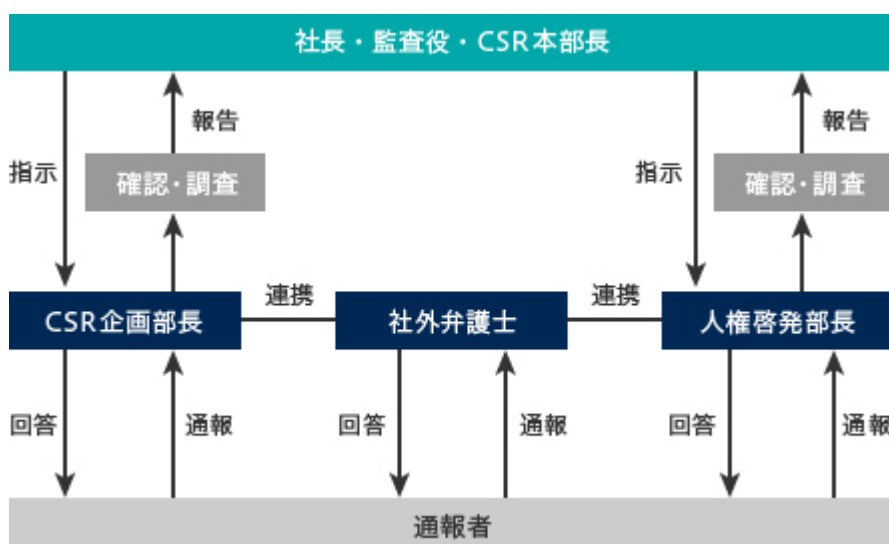 社長・監査役・CSR本部長
報告
報告
指示
確認・調査
指示
確認・調査
連携
連携
CSR企画部長
社外弁護士
人権啓発部長
回答
通報
回答
通報
回答
通報
通報者